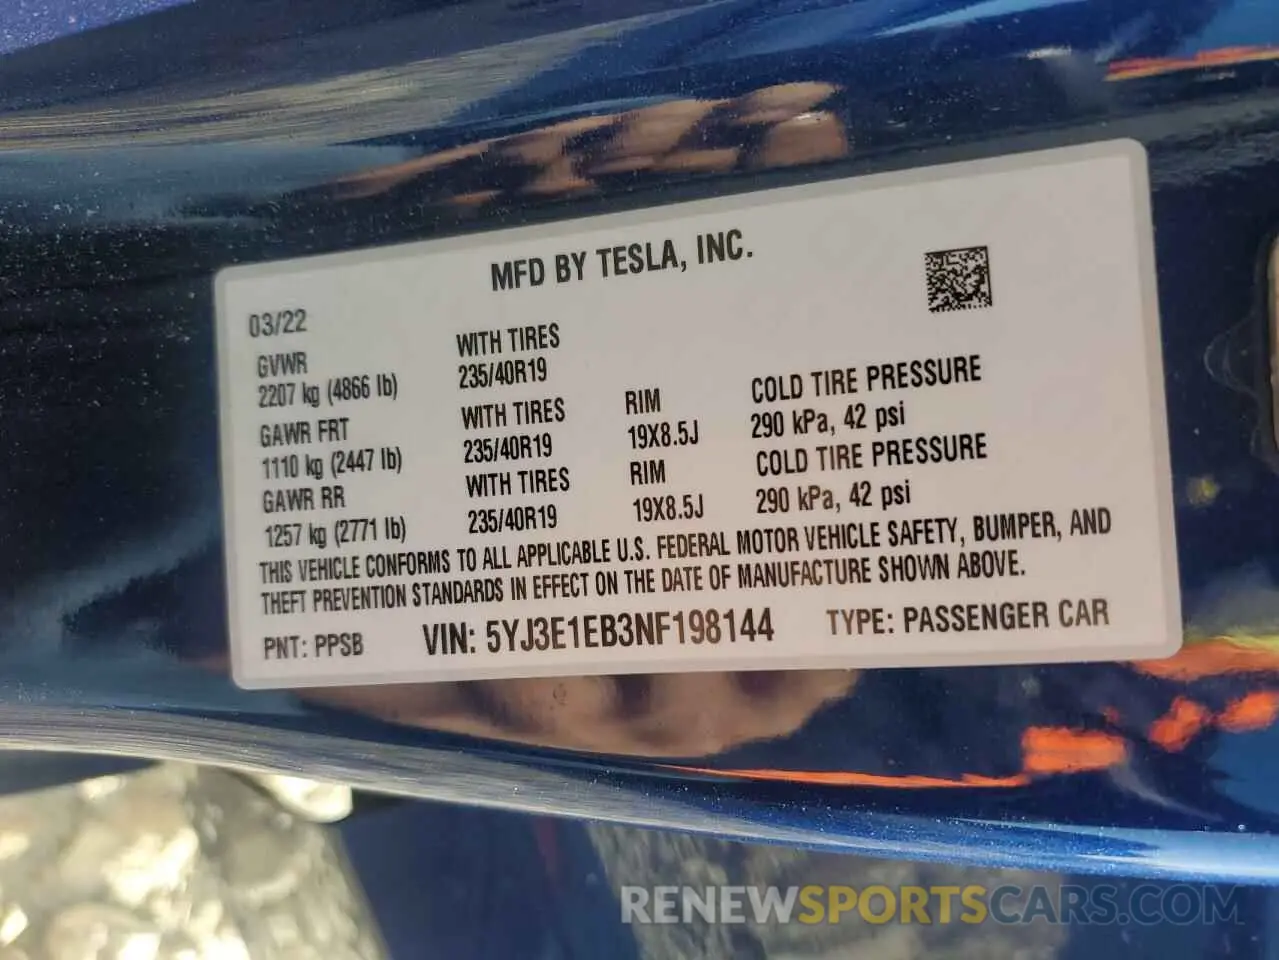 MFD BY TESLA, INC.
03/22
GVWR WITH TIRES
2207 kg (4866 lb) 235/40R19
GAWR FRT WITH TIRES RIM COLD TIRE PRESSURE
1110 kg (2447 lb) 235/40R19 19X8.5J 290 kPa, 42 psi
GAWR RR WITH TIRES RIM COLD TIRE PRESSURE
1257 kg (2771 lb) 235/40R19 19X8.5J 290 kPa, 42 psi
THIS VEHICLE CONFORMS TO ALL APPLICABLE U.S. FEDERAL MOTOR VEHICLE SAFETY, BUMPER, AND
THEFT PREVENTION STANDARDS IN EFFECT ON THE DATE OF MANUFACTURE SHOWN ABOVE.
PNT: PPSB VIN: 5YJ3E1EB3NF198144 TYPE: PASSENGER CAR
RENEWSPORTSCARS.COM